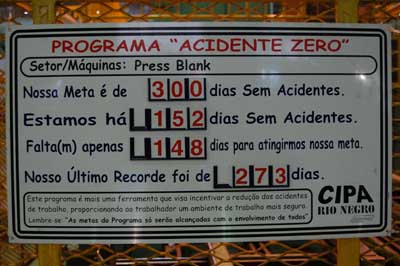 PROGRAMA "ACIDENTE ZERO"
Setor/Máquinas: Press Blank
Nossa Meta é de 300 dias Sem Acidentes.
Estamos há 152 dias Sem Acidentes.
Falta(m) apenas 148 dias para atingirmos nossa meta.
Nosso Último Recorde foi de 273 dias.
Este programa é mais uma ferramenta que visa incentivar a redução dos acidentes
de trabalho, proporcionando ao trabalhador um ambiente de trabalho mais seguro.
Lembre-se "As metas do Programa só serão alcançadas com o envolvimento de todos"
CIPA
RIO NEGRO